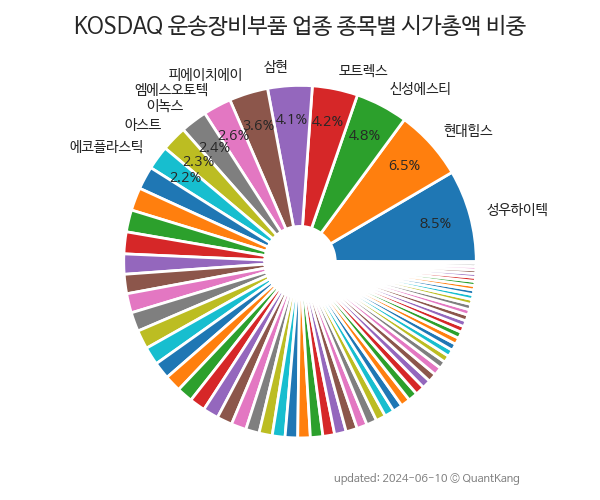 KOSDAQ 운송장비부품 업종 종목별 시가총액 비중
삼현
피에이치에이
모트렉스
엠에스오토텍
신성에스티
이녹스
아스트
현대힘스
에코플라스틱
성우하이텍
4.1%
4.2%
3.6%
4.8%
2.6%
2.4%
2.3%
6.5%
2.2%
8.5%
updated: 2024-06-10 © QuantKang